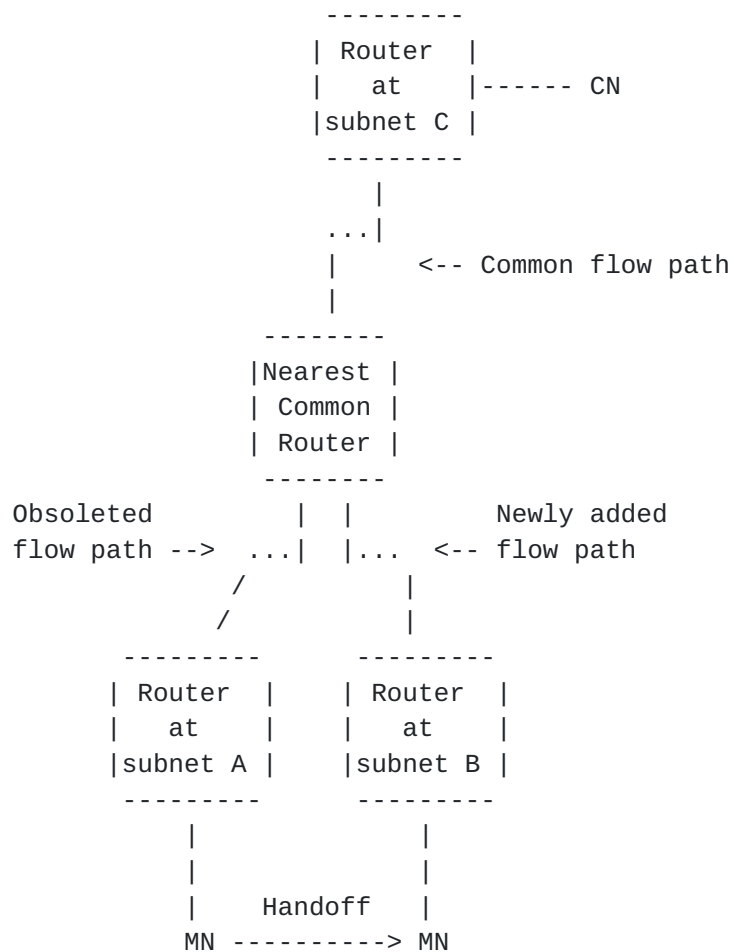 Router
at ------ CN
subnet C
...
<-- Common flow path
Nearest
Common
Router
Obsoleted Newly added
flow path --> ... ... <-- flow path
Router Router
at at
subnet A subnet B
Handoff
MN ----------> MN